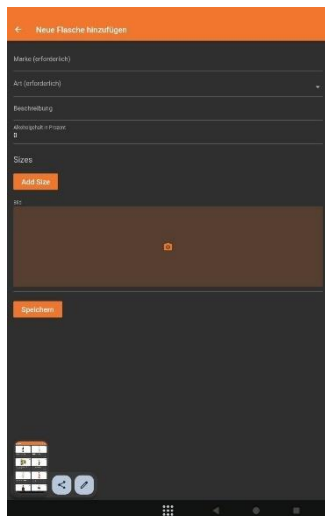 Neue Flasche hinzufügen
Marke (erforderlich)
Art (erforderlich)
Beschreibung
Alkoholgehalt in Prozent
0
Sizes
Add Size
Bild
Speichern